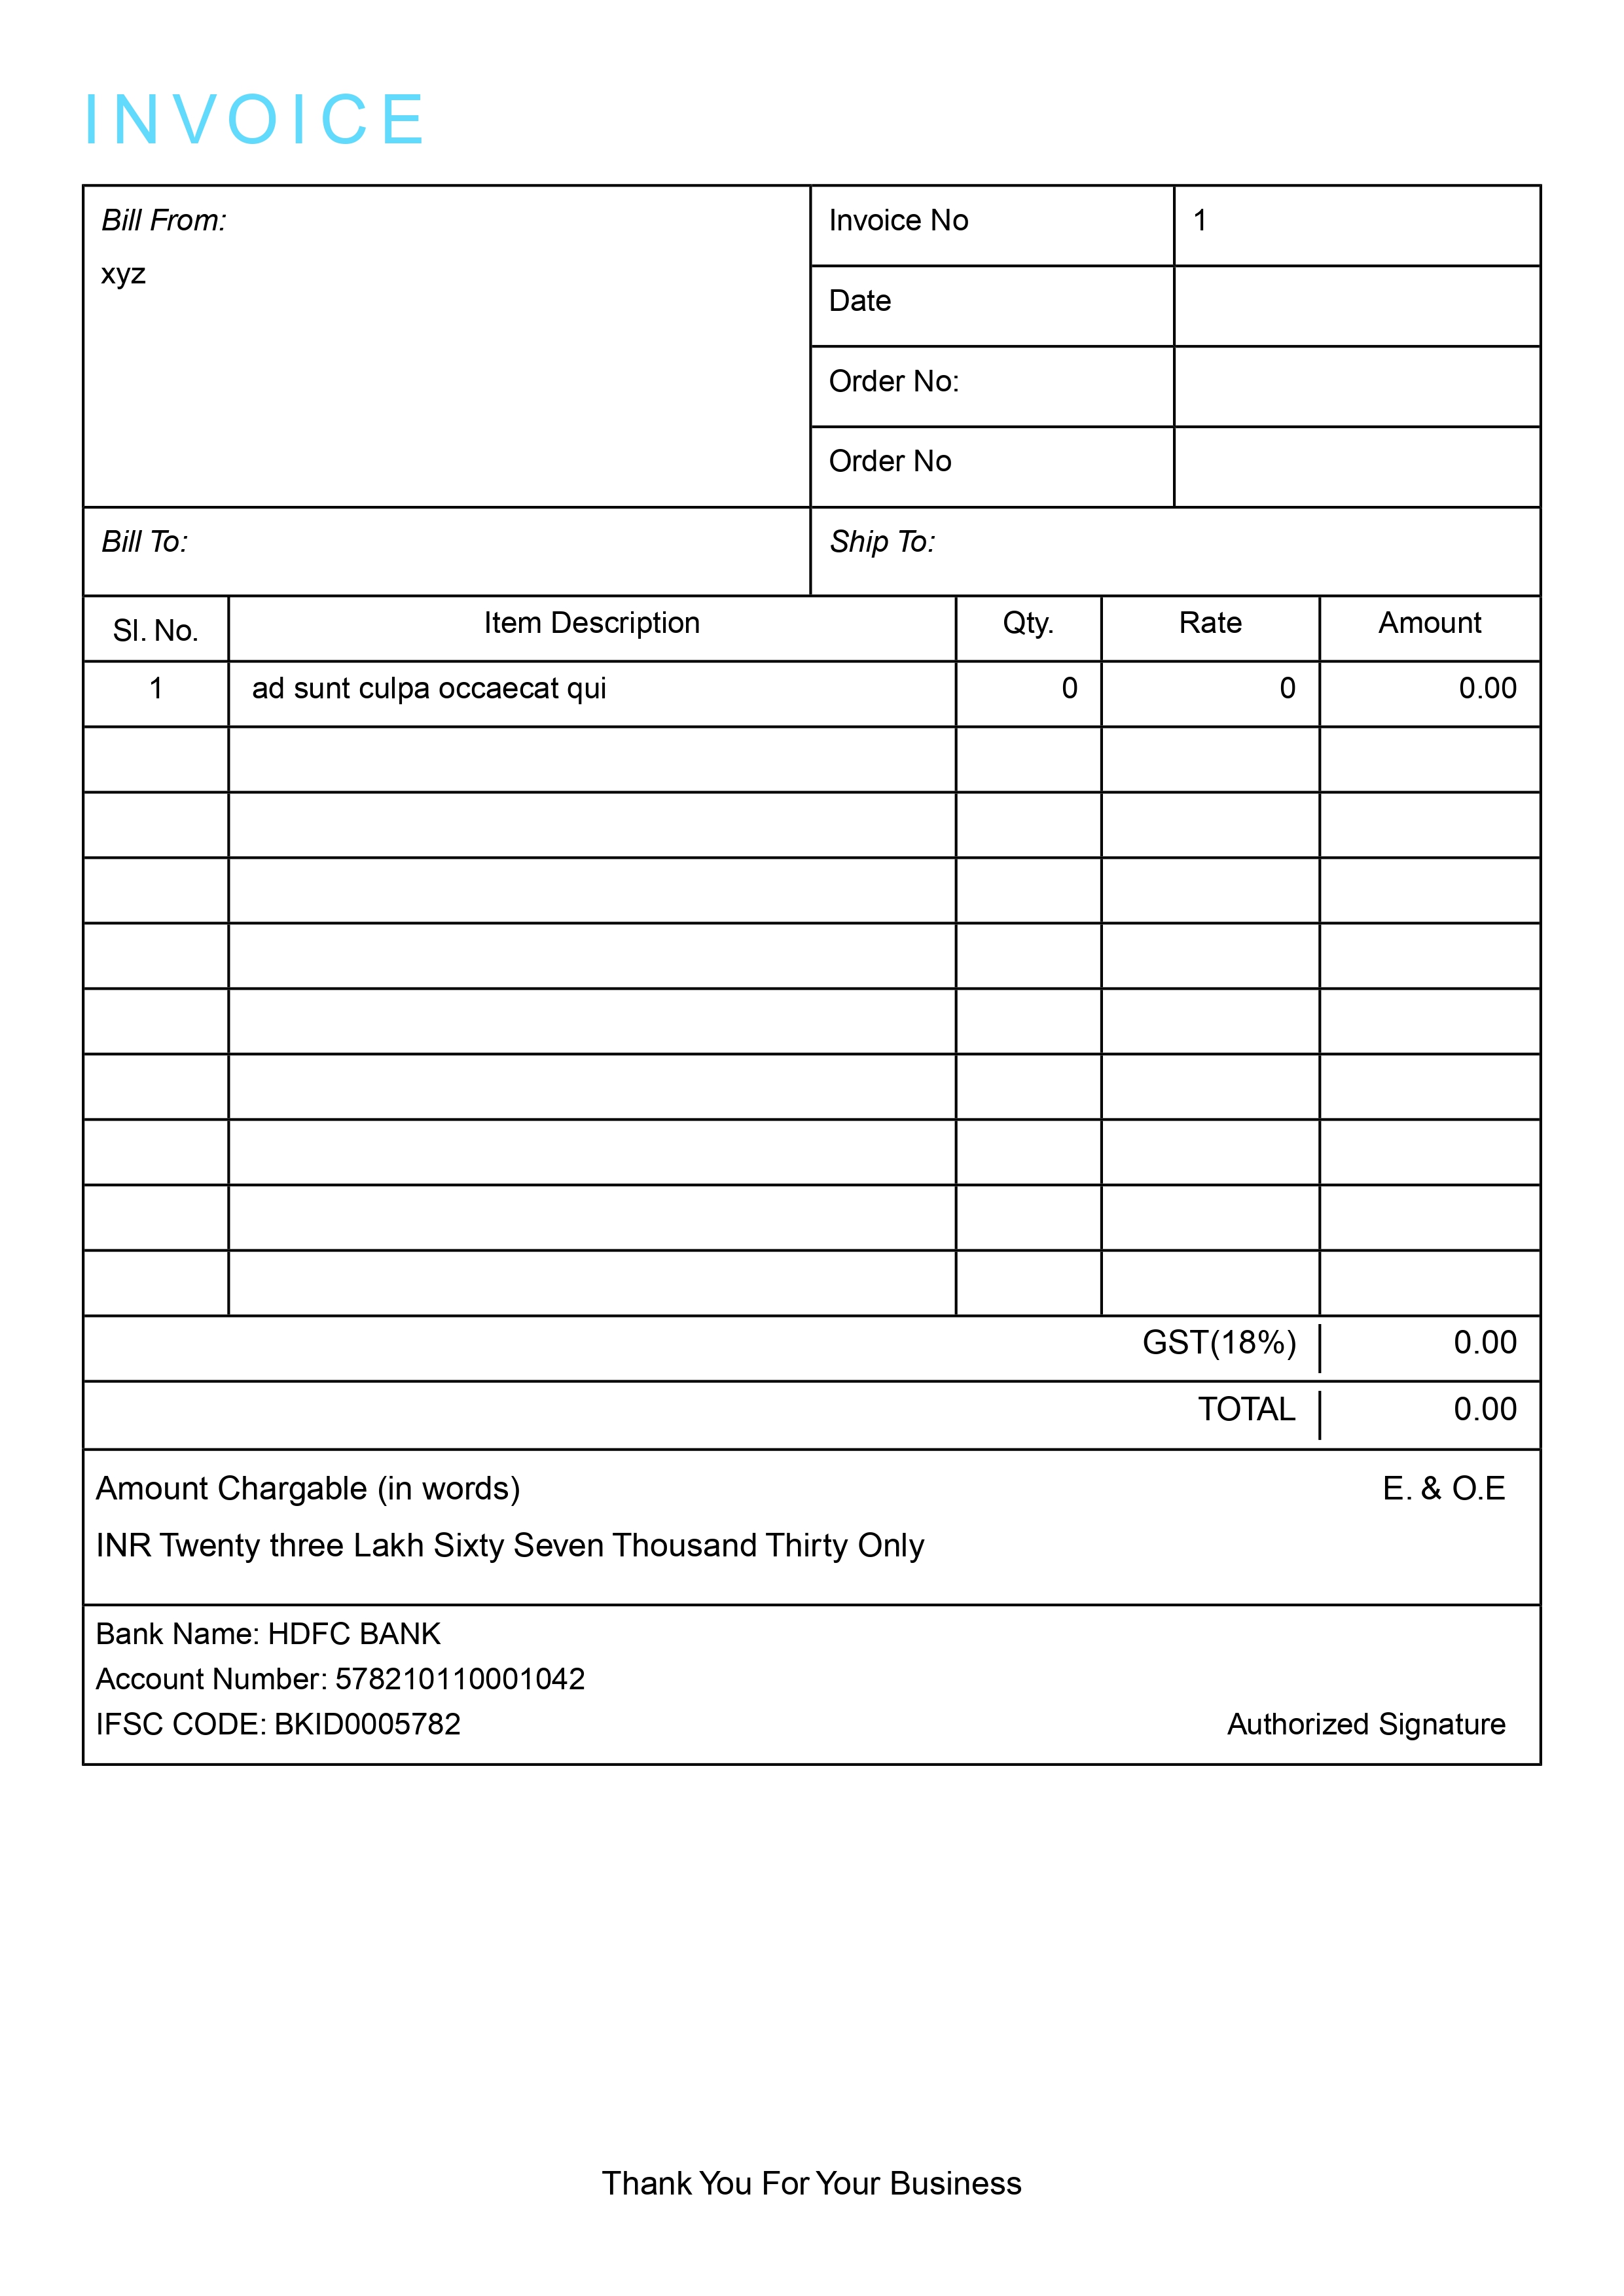 INVOICE
Bill From:
xyz
Invoice No 1
Date
Order No:
Order No
Bill To:
Ship To:
Sl. No. Item Description Qty. Rate Amount
1 ad sunt culpa occaecat qui 0 0 0.00
GST(18%) 0.00
TOTAL 0.00
Amount Chargable (in words) E. & O.E
INR Twenty three Lakh Sixty Seven Thousand Thirty Only
Bank Name: HDFC BANK
Account Number: 578210110001042
IFSC CODE: BKID0005782 Authorized Signature
Thank You For Your Business